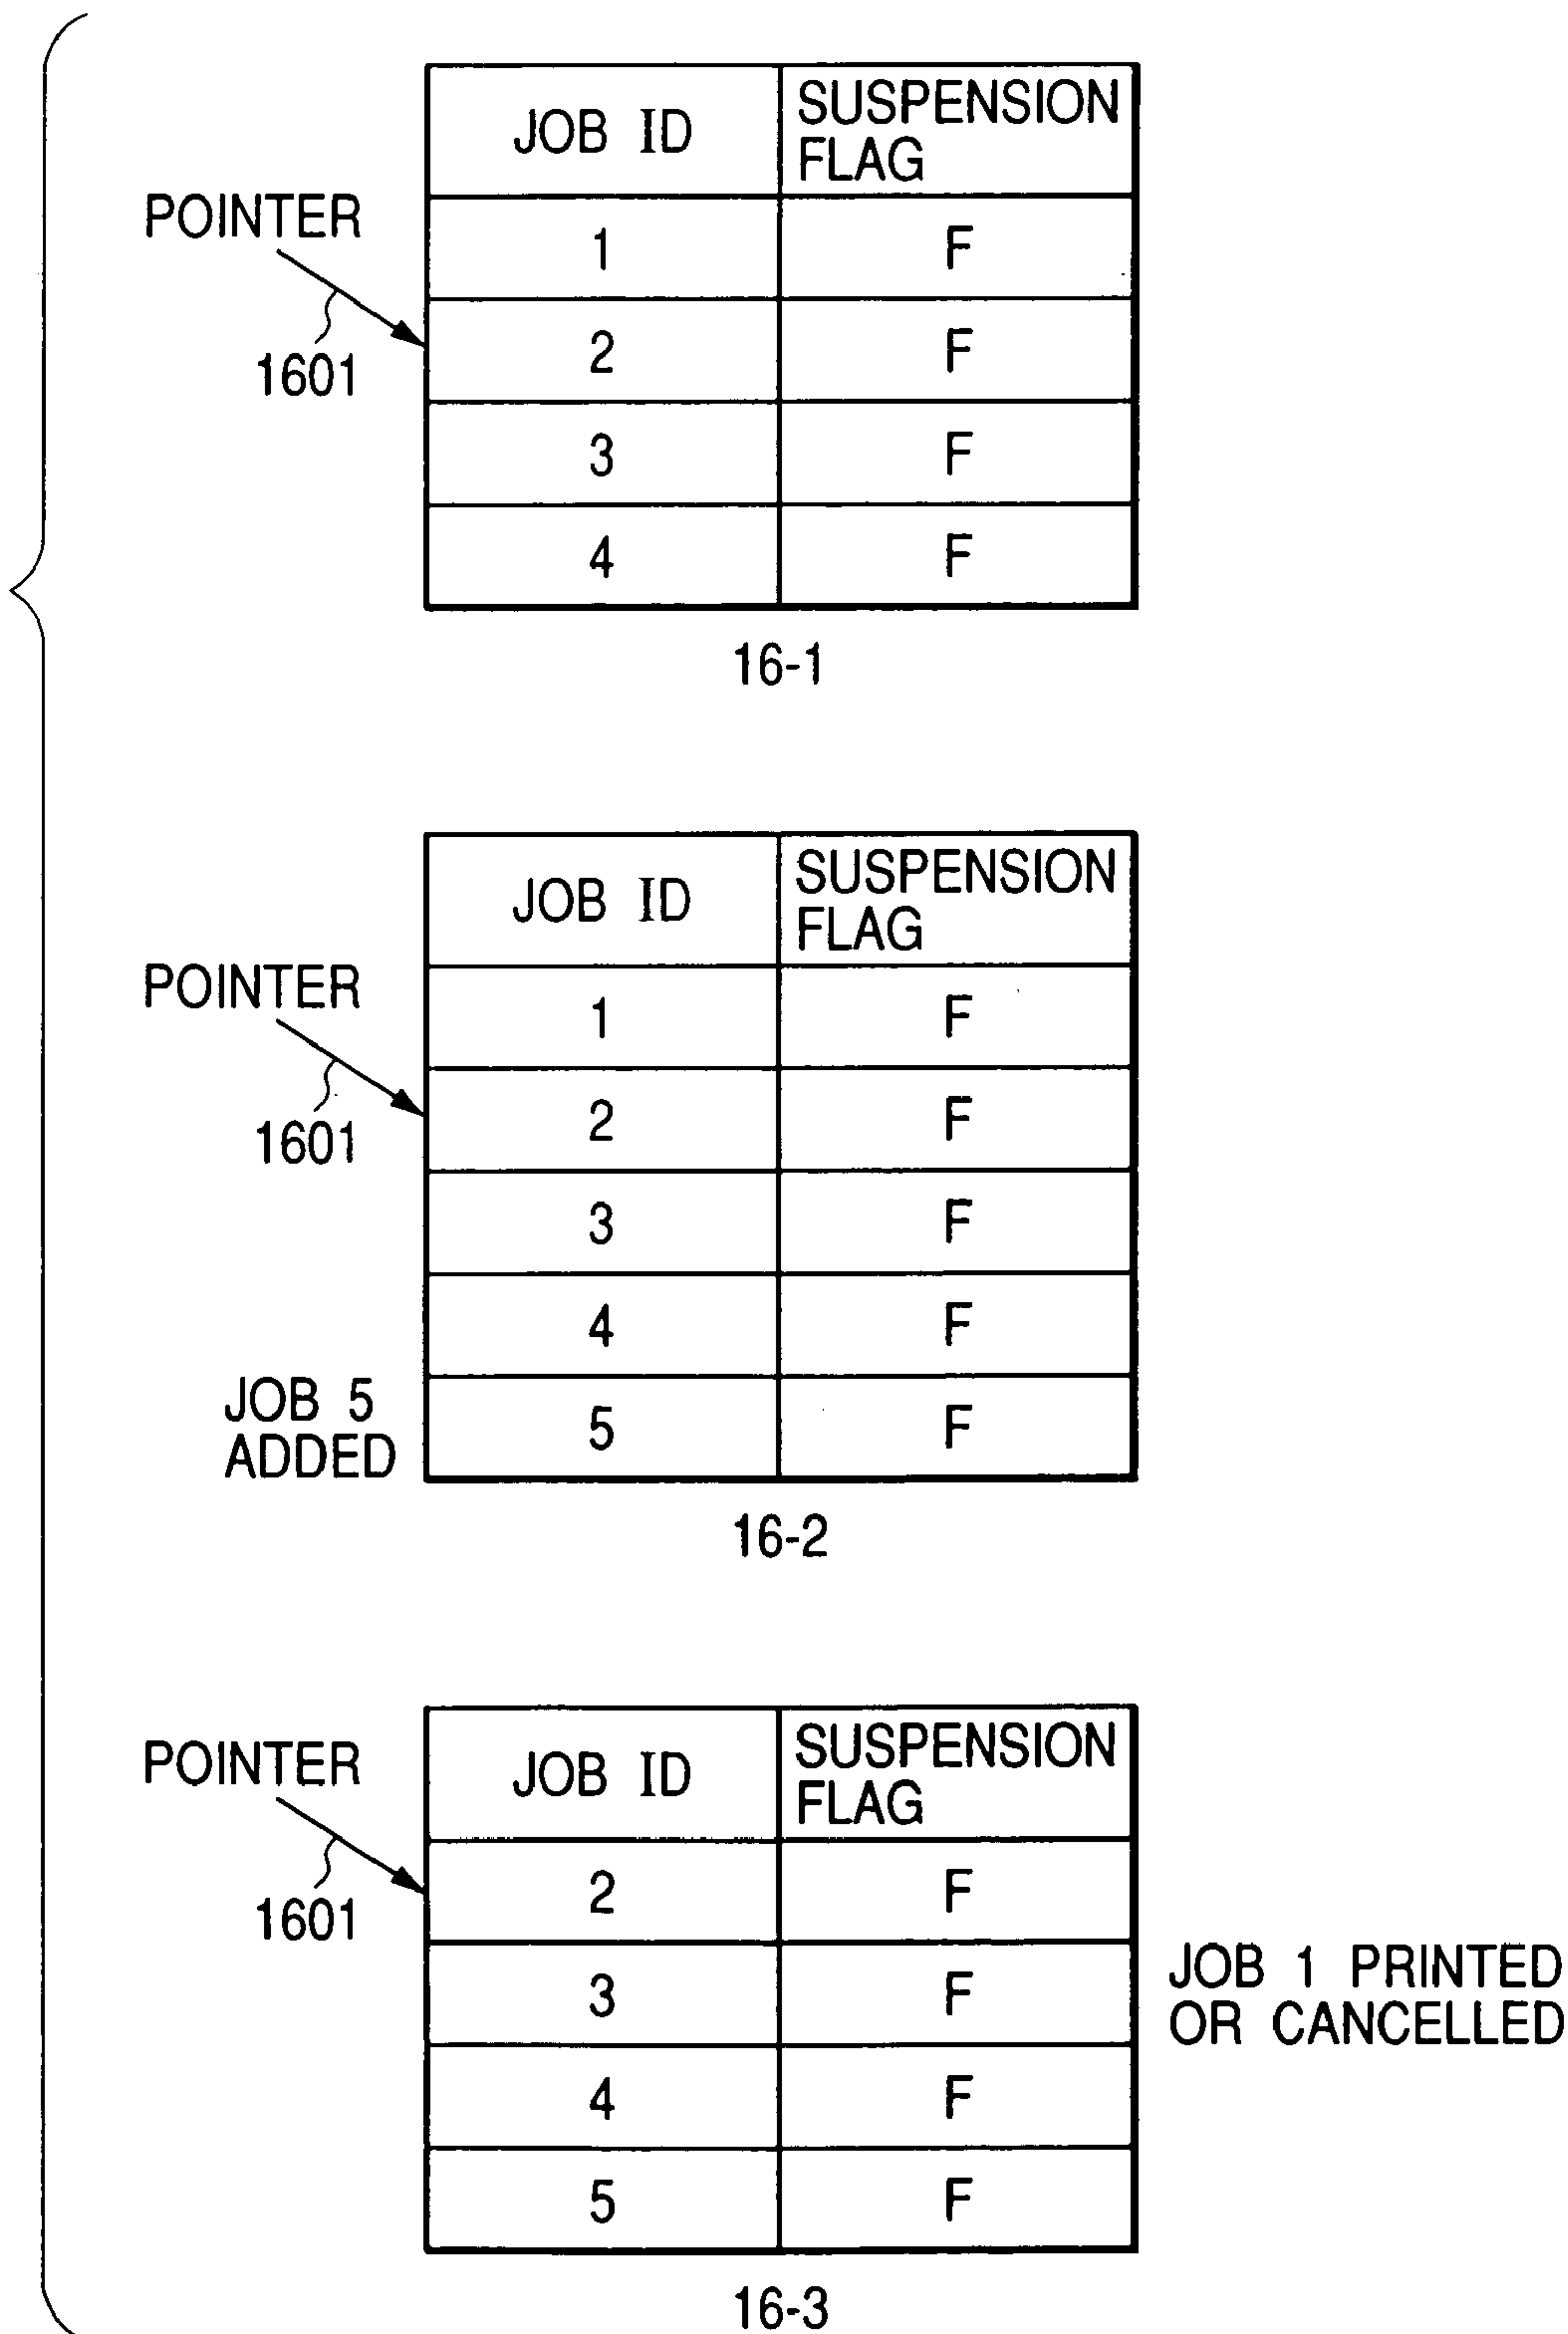 JOB ID SUSPENSION FLAG
POINTER
1601
1 F
2 F
3 F
4 F
16-1
JOB ID SUSPENSION FLAG
POINTER
1601
1 F
2 F
3 F
4 F
JOB 5 ADDED
5 F
16-2
JOB ID SUSPENSION FLAG
POINTER
1601
2 F
3 F
JOB 1 PRINTED
OR CANCELLED
4 F
5 F
16-3